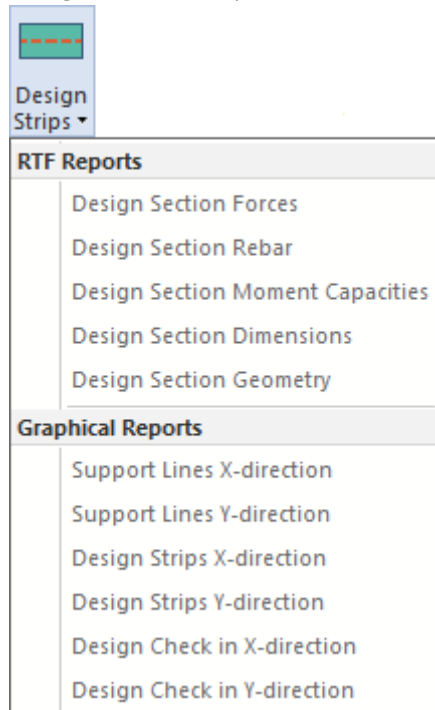 Design
Strips
RTF Reports
Design Section Forces
Design Section Rebar
Design Section Moment Capacities
Design Section Dimensions
Design Section Geometry
Graphical Reports
Support Lines X-direction
Support Lines Y-direction
Design Strips X-direction
Design Strips Y-direction
Design Check in X-direction
Design Check in Y-direction